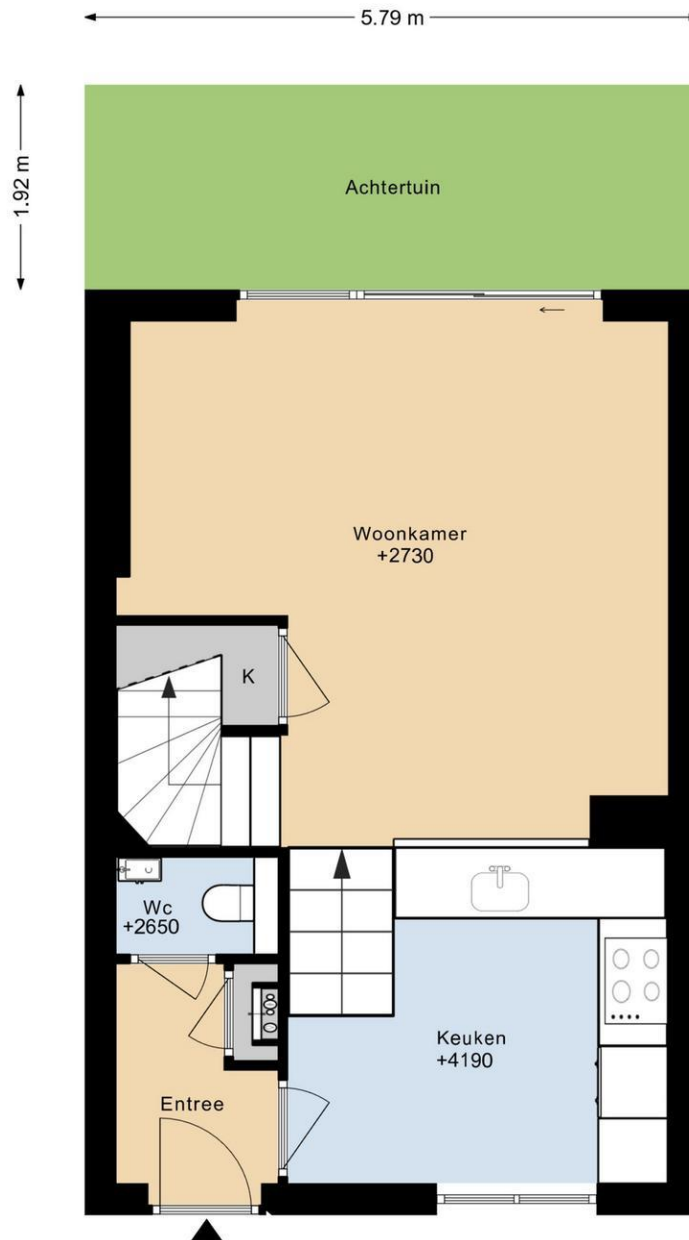 5.79 m
1.92 m
Achtertuin
Woonkamer
+2730
K
Wc
+2650
Keuken
+4190
Entree